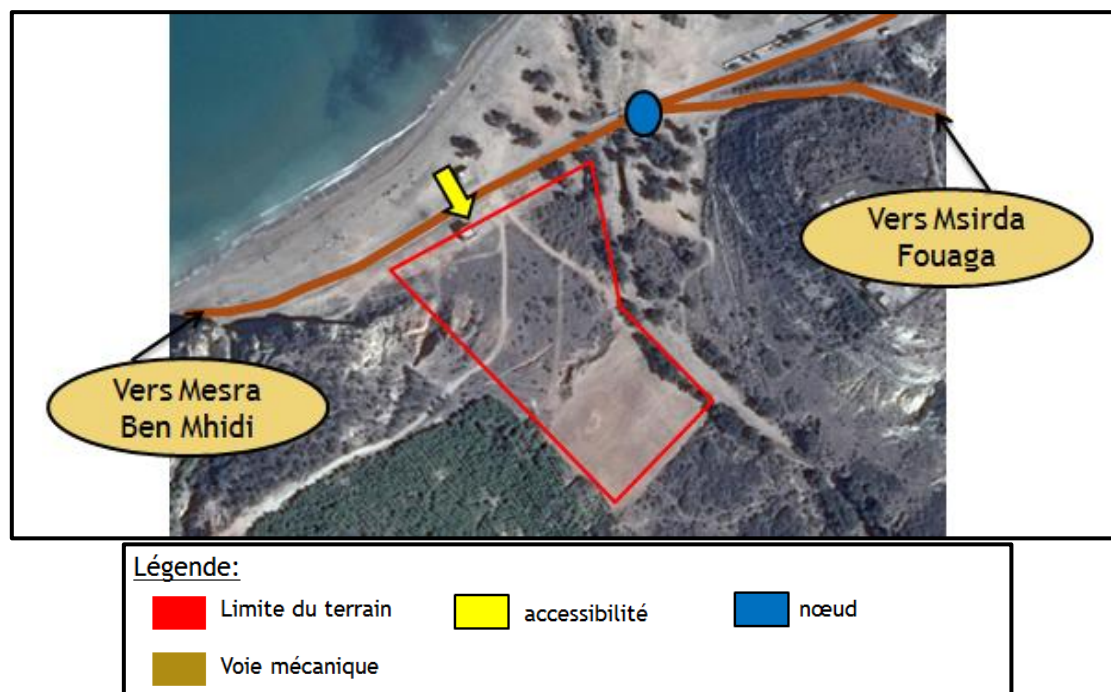 Vers Msirda
Fouaga
Vers Mesra
Ben Mhidi
Légende:
Limite du terrain
accessibilité
nœud
Voie mécanique